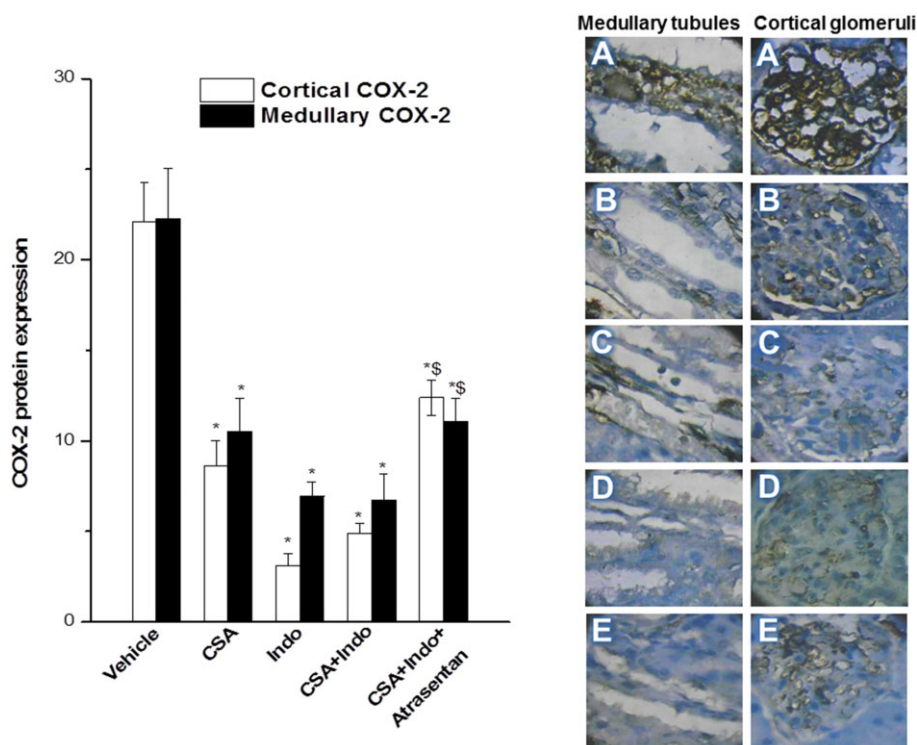 Medullary tubules Cortical glomeruli
30
20
10
0
COX-2 protein expression
Cortical COX-2
Medullary COX-2
*
*
*
*
*
*
*$
*$
Vehicle
CSA
Indo
CSA+Indo
CSA+Indo+
Atrasentan
A A
B B
C C
D D
E E